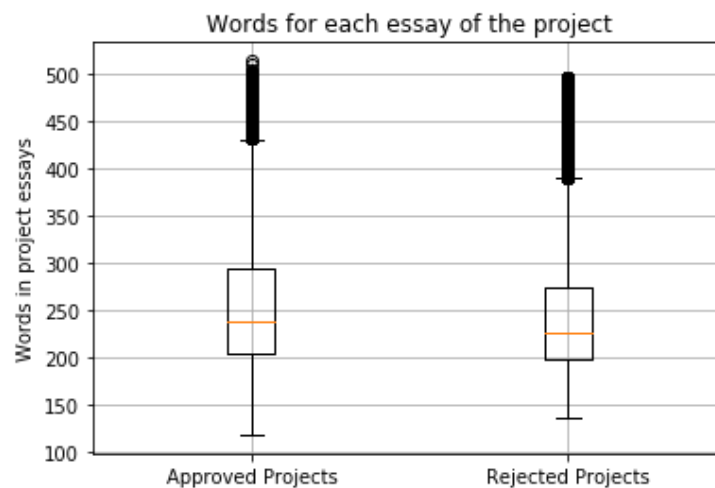 Words for each essay of the project
Words in project essays
500
450
400
350
300
250
200
150
100
Approved Projects
Rejected Projects